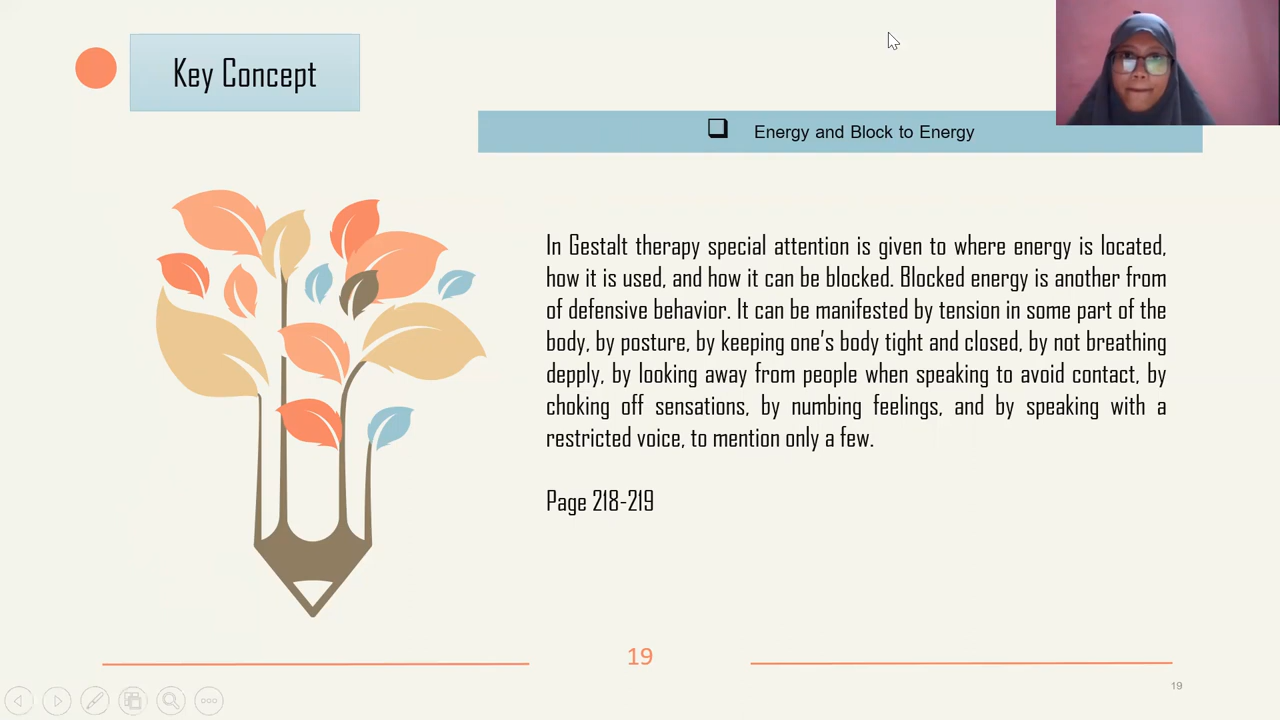 Key Concept
❑ Energy and Block to Energy
In Gestalt therapy special attention is given to where energy is located,
how it is used, and how it can be blocked. Blocked energy is another from
of defensive behavior. It can be manifested by tension in some part of the
body, by posture, by keeping one's body tight and closed, by not breathing
depply, by looking away from people when speaking to avoid contact, by
choking off sensations, by numbing feelings, and by speaking with a
restricted voice, to mention only a few.
Page 218-219
19
19